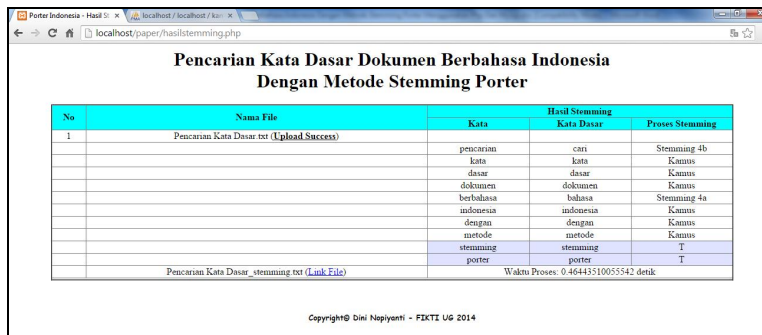 Porter Indonesia - Hasil St
localhost / localhost / kan
localhost/paper/hasilstemming.php
Pencarian Kata Dasar Dokumen Berbahasa Indonesia
Dengan Metode Stemming Porter
No Nama File Hasil Stemming
Kata Kata Dasar Proses Stemming
1 Pencarian Kata Dasar.txt (Upload Success)
pencarian cari Stemming 4b
kata kata Kamus
dasar dasar Kamus
dokumen dokumen Kamus
berbahasa bahasa Stemming 4a
indonesia indonesia Kamus
dengan dengan Kamus
metode metode Kamus
stemming stemming T
porter porter T
Pencarian Kata Dasar_stemming.txt (Link File) Waktu Proses: 0.46443510055542 detik
Copyright© Dini Nopiyanti - FIKTI UG 2014